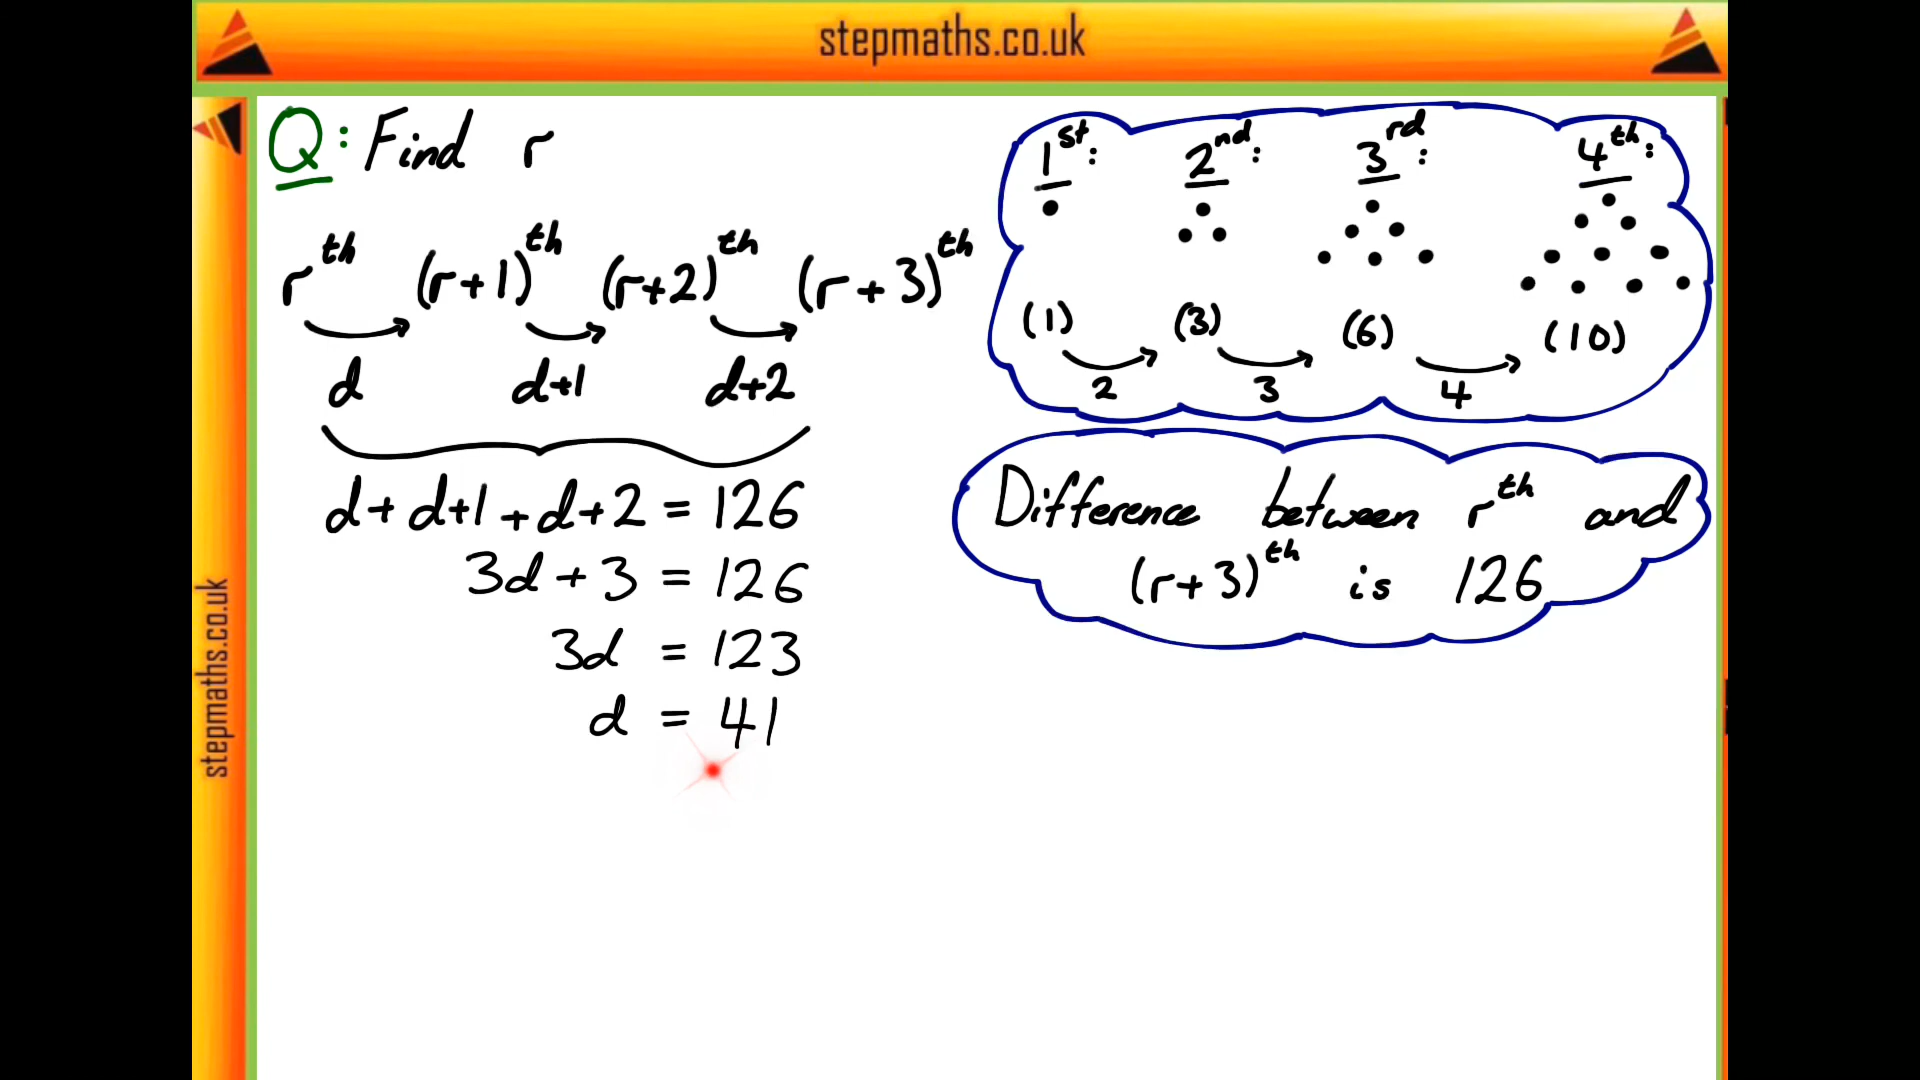 stepmaths.co.uk
stepmaths.co.uk
Q: Find r
rᵗʰ (r+1)ᵗʰ (r+2)ᵗʰ (r+3)ᵗʰ
d d+1 d+2
d + d+1 + d+2 = 126
3d + 3 = 126
3d = 123
d = 41
1ˢᵗ: 2ⁿᵈ: 3ʳᵈ: 4ᵗʰ:
(1) (3) (6) (10)
2 3 4
Difference between rᵗʰ and
(r+3)ᵗʰ is 126